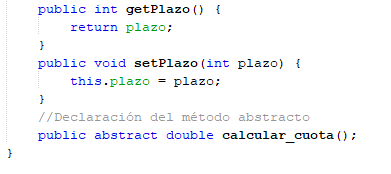 public int getPlazo() {
return plazo;
}
public void setPlazo(int plazo) {
this.plazo = plazo;
}
//Declaración del método abstracto
public abstract double calcular_cuota();
}